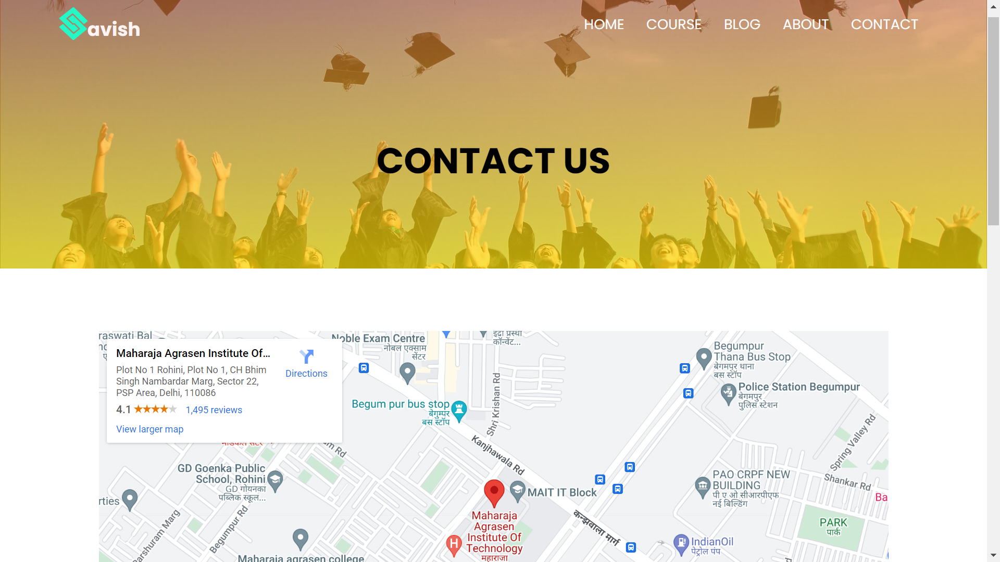 avish
HOME COURSE BLOG ABOUT CONTACT
CONTACT US
Maharaja Agrasen Institute Of...
Directions
Plot No 1 Rohini, Plot No 1, CH Bhim
Singh Nambardar Marg, Sector 22,
PSP Area, Delhi, 110086
4.1
1,495 reviews
View larger map
raswati Bal
Noble Exam Centre
नोबल एक्साम
सेंटर
कॉन्वेंट...
Begumpur
Thana Bus Stop
बेगमपुर थाना
बस स्टॉप
Police Station Begumpur
बेगमपुर
पुलिस स्टेशन
Begum pur bus stop
बेगुम्पर
बस स्टॉप
Shri Krishan Rd
Kanjhawala Rd
Spring Valley Rd
Shankar Rd
GD Goenka Public
School, Rohini
GD गोयनका
पब्लिक स्कूल...
rties
MAIT IT Block
PAO CRPF NEW
BUILDING
पी ए ओ सीआरपीएफ
नई बिल्डिंग
Ba
Maharaja
Agrasen
Institute Of
Technology
महाराजा
H
कन्झवाला मार्ग
PARK
पार्क
IndianOil
पेट्रोल पंप
arshuram Marg
Begumpur Rd
Maharaja agrasen college